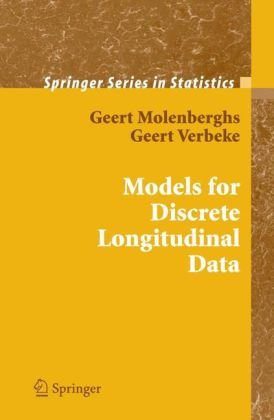 Springer Series in Statistics
Geert Molenberghs
Geert Verbeke
Models for
Discrete
Longitudinal
Data
Springer